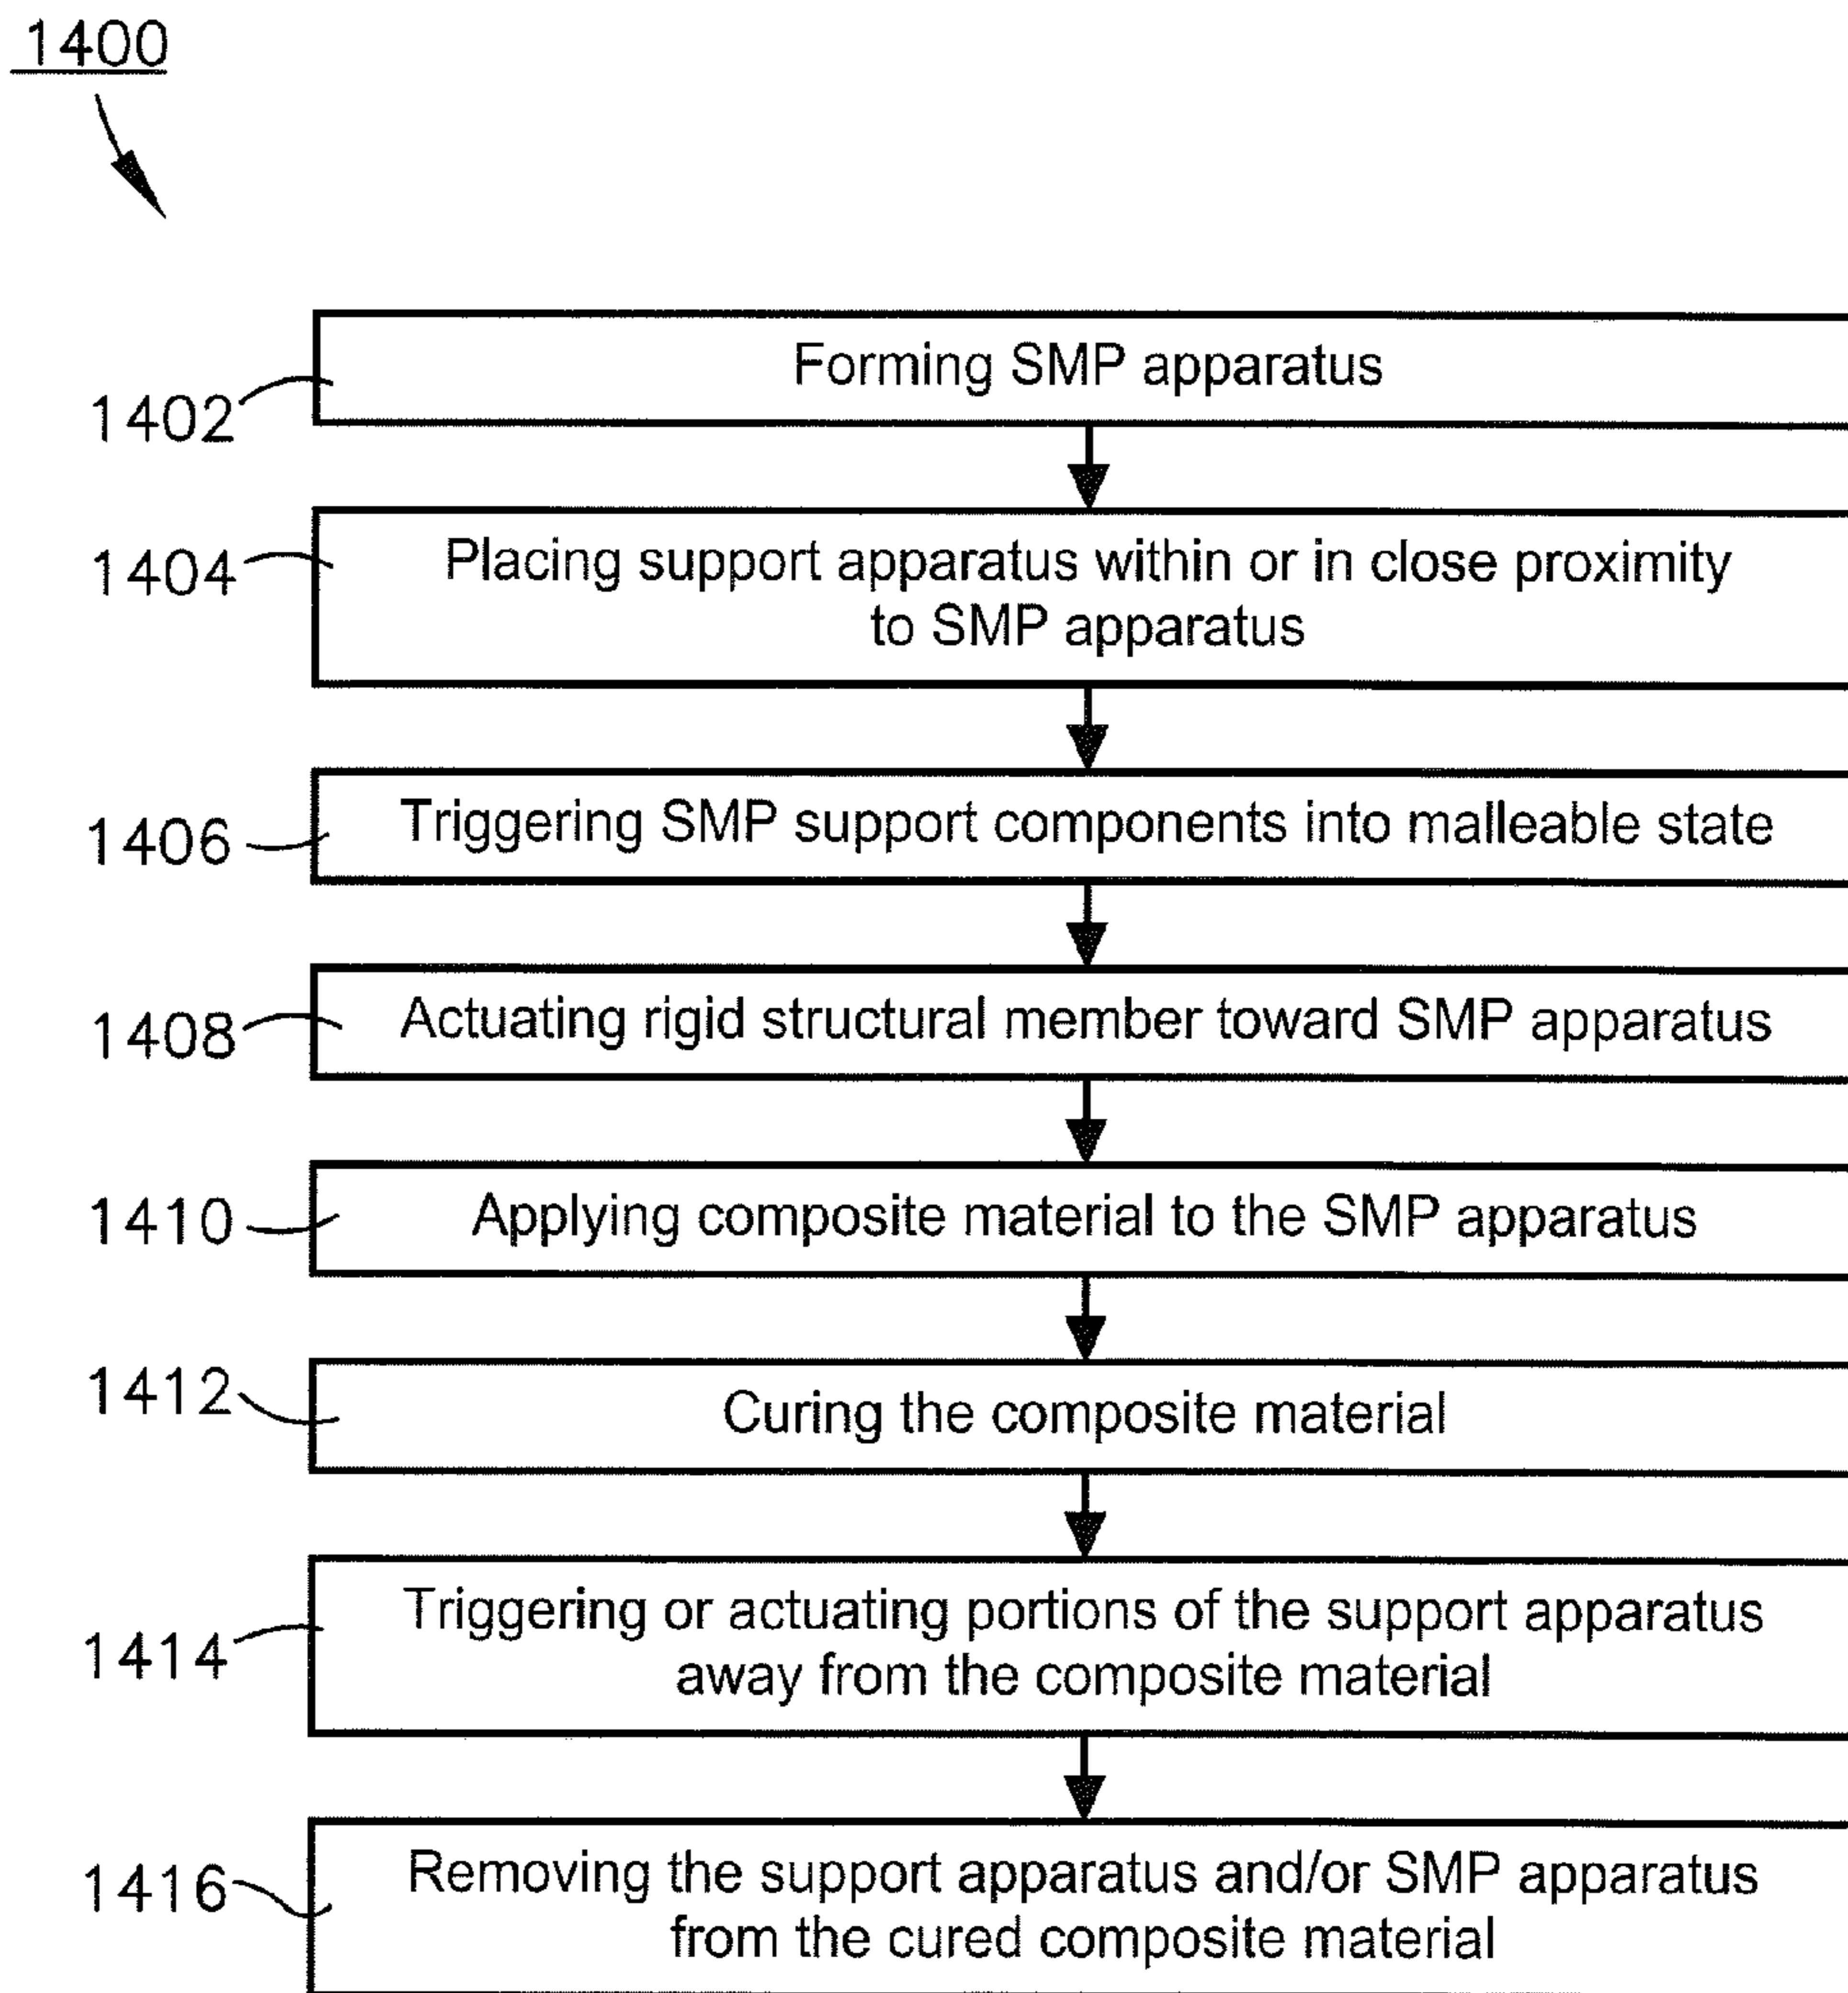 1400
Forming SMP apparatus
1402
Placing support apparatus within or in close proximity
to SMP apparatus
1404
Triggering SMP support components into malleable state
1406
Actuating rigid structural member toward SMP apparatus
1408
Applying composite material to the SMP apparatus
1410
Curing the composite material
1412
Triggering or actuating portions of the support apparatus
away from the composite material
1414
Removing the support apparatus and/or SMP apparatus
from the cured composite material
1416